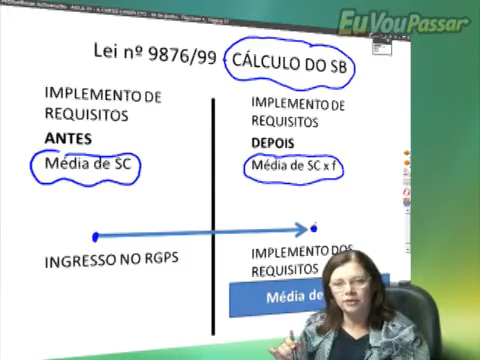 EuVouPassar
Lei nº 9876/99 - CÁLCULO DO SB
IMPLEMENTO DE
REQUISITOS
ANTES
Média de SC
IMPLEMENTO DE
REQUISITOS
DEPOIS
Média de SC x f
INGRESSO NO RGPS
IMPLEMENTO DOS
REQUISITOS
Média de